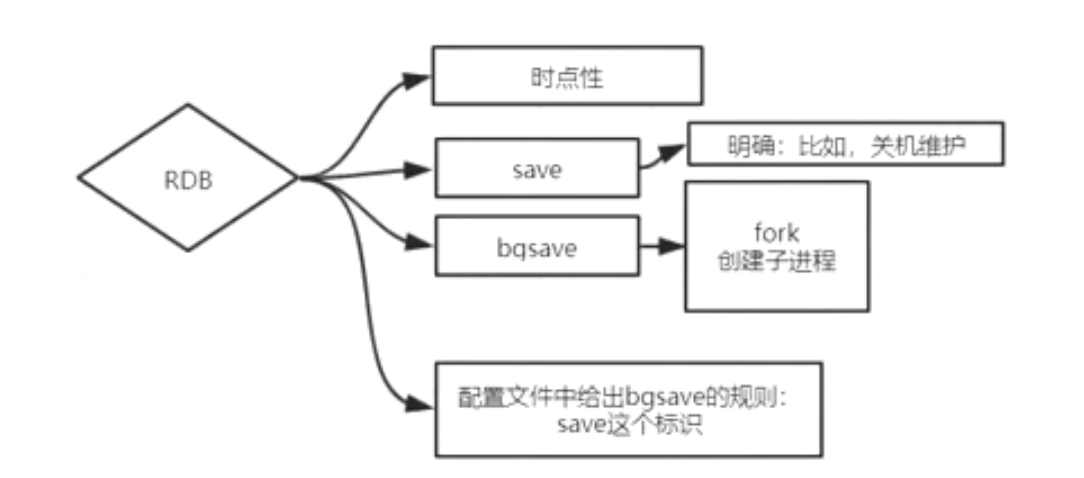 时点性
明确：比如，关机维护
save
RDB
fork
创建子进程
bgsave
配置文件中给出bgsave的规则：
save这个标识